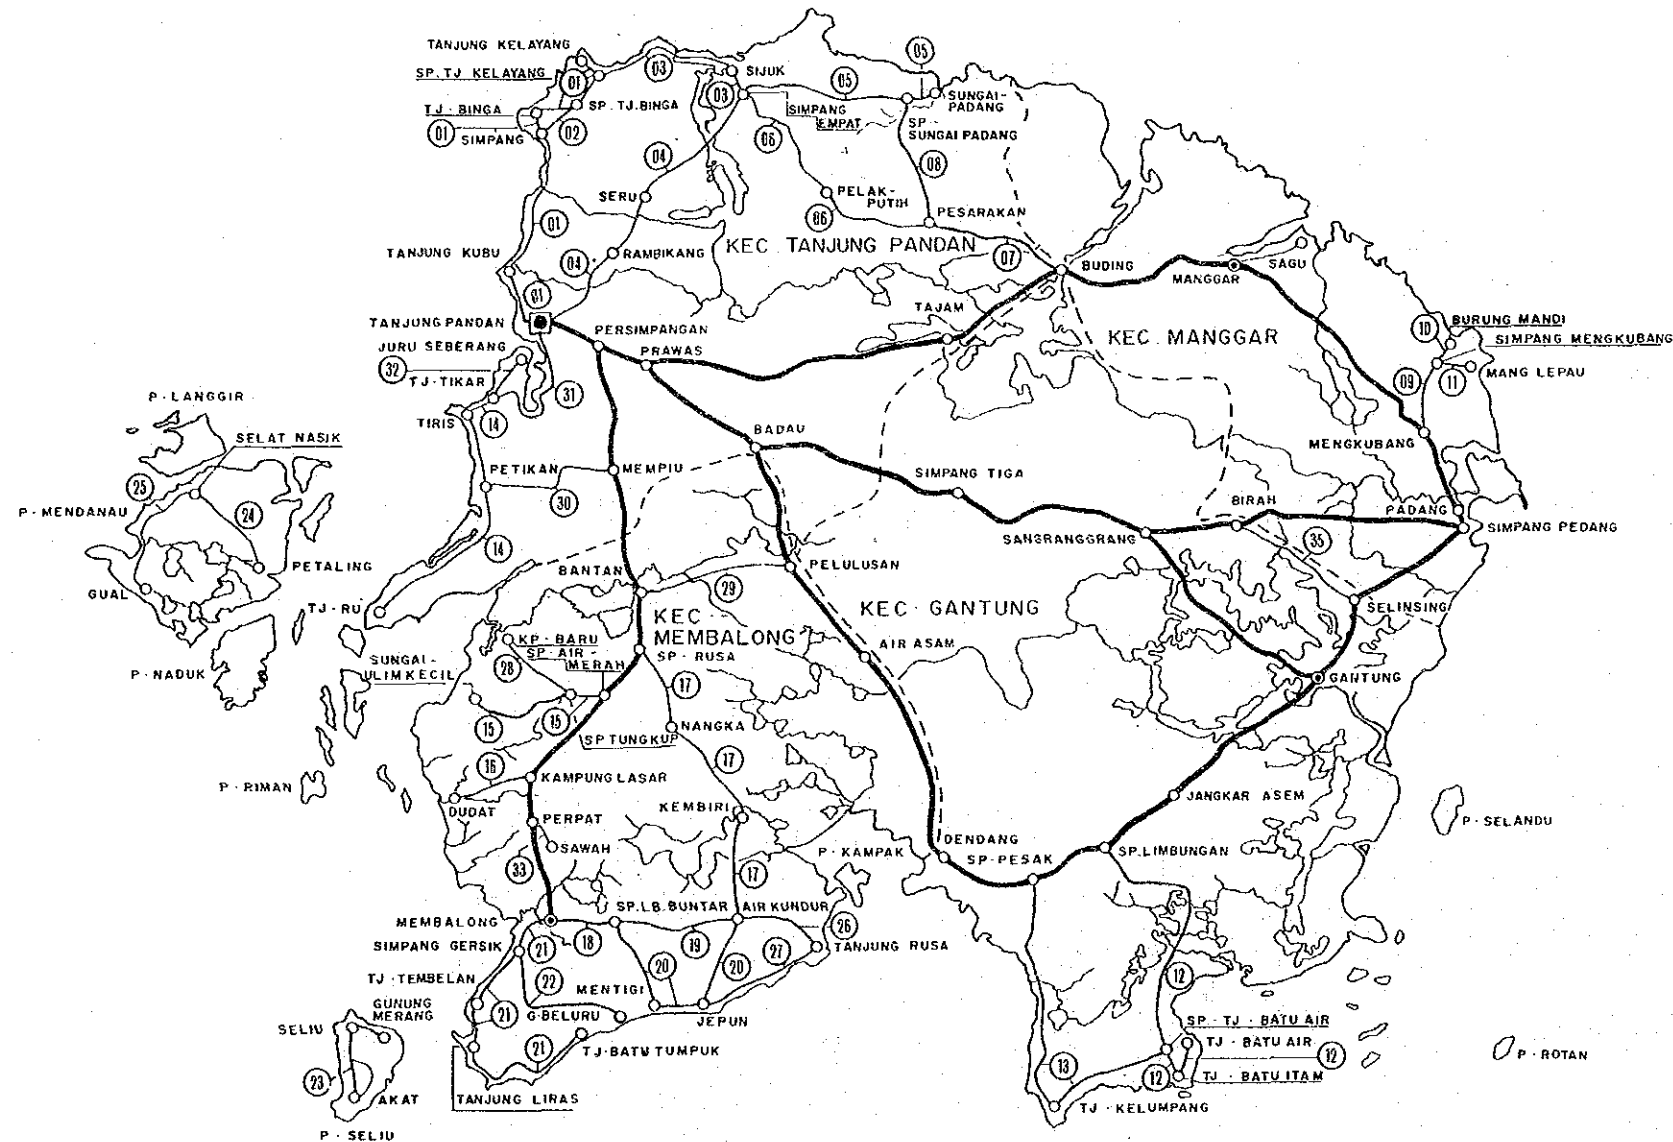 TANJUNG KELAYANG
SP. TJ KELAYANG
01
03
SIJUK
05
05
TJ - BINGA
SP. TJ. BINGA
03
SIMPANG
EMPAT
SUNGAI-
PADANG
01
SIMPANG
02
06
SP -
SUNGAI PADANG
04
08
SERU
PELAK-
PUTIH
06
PESARAKAN
01
KEC. TANJUNG PANDAN
TANJUNG KUBU
RAMBIKANG
04
07
BUDING
MANGGAR
SAGU
01
TAJAM
TANJUNG PANDAN
PERSIMPANGAN
KEC. MANGGAR
10
BURUNG MANDI
SIMPANG MENGKUBANG
JURU SEBERANG
PRAWAS
32
TJ - TIKAR
09
11
MANG LEPAU
P - LANGGIR
31
TIRIS
14
BADAU
MENGKUBANG
SELAT NASIK
PETIKAN
MEMPIU
SIMPANG TIGA
25
30
BIRAH
PADANG
P - MENDANAU
24
SANGRANGGRANG
SIMPANG PEDANG
35
14
PETALING
BANTAN
PELULUSAN
GUAL
29
TJ - RU
KEC -
MEMBALONG
KEC - GANTUNG
SELINSING
KP - BARU
SP - AIR -
MERAH
SP - RUSA
AIR ASAM
P - NADUK
SUNGAI -
ULIM KECIL
28
17
GANTUNG
15
15
NANGKA
SP TUNGKUP
16
17
P - RIMAN
KAMPUNG LASAR
DUDAT
KEMBIRI
JANGKAR ASEM
P - SELANDU
PERPAT
SAWAH
DENDANG
SP - PESAK
SP. LIMBUNGAN
33
P - KAMPAK
17
MEMBALONG
SP. LB. BUNTAR
AIR KUNDUR
26
SIMPANG GERSIK
21
18
19
27
TANJUNG RUSA
TJ - TEMBELAN
22
MENTIGI
20
20
12
GUNUNG
MERANG
21
G - BELURU
JEPUN
SELIU
SP - TJ - BATU AIR
TJ - BATU AIR
12
21
TJ - BATU TUMPUK
P - ROTAN
23
13
12
TJ - BATU ITAM
AKAT
TANJUNG LIRAS
TJ - KELUMPANG
P - SELIU